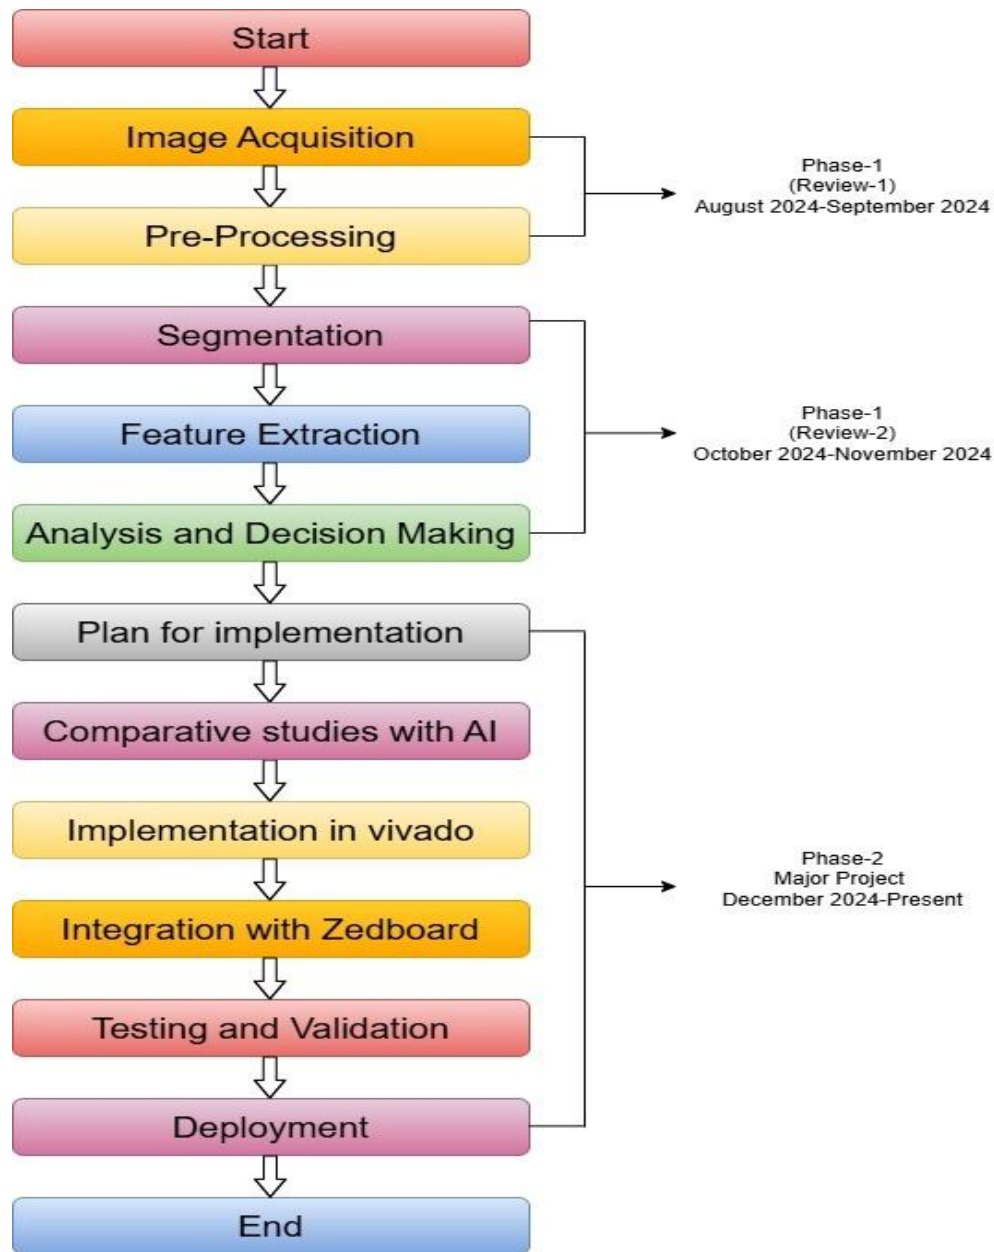 Start
Image Acquisition
Pre-Processing
Phase-1
(Review-1)
August 2024-September 2024
Segmentation
Feature Extraction
Analysis and Decision Making
Phase-1
(Review-2)
October 2024-November 2024
Plan for implementation
Comparative studies with AI
Implementation in vivado
Integration with Zedboard
Testing and Validation
Deployment
Phase-2
Major Project
December 2024-Present
End